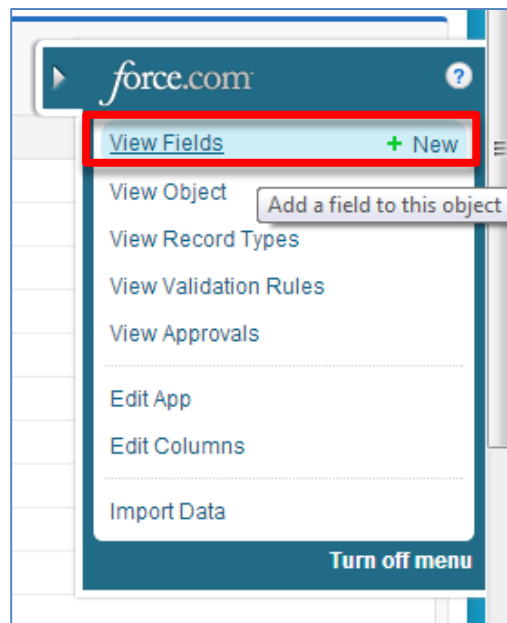 force.com ?
View Fields + New
View Object
Add a field to this object
View Record Types
View Validation Rules
View Approvals
Edit App
Edit Columns
Import Data
Turn off menu